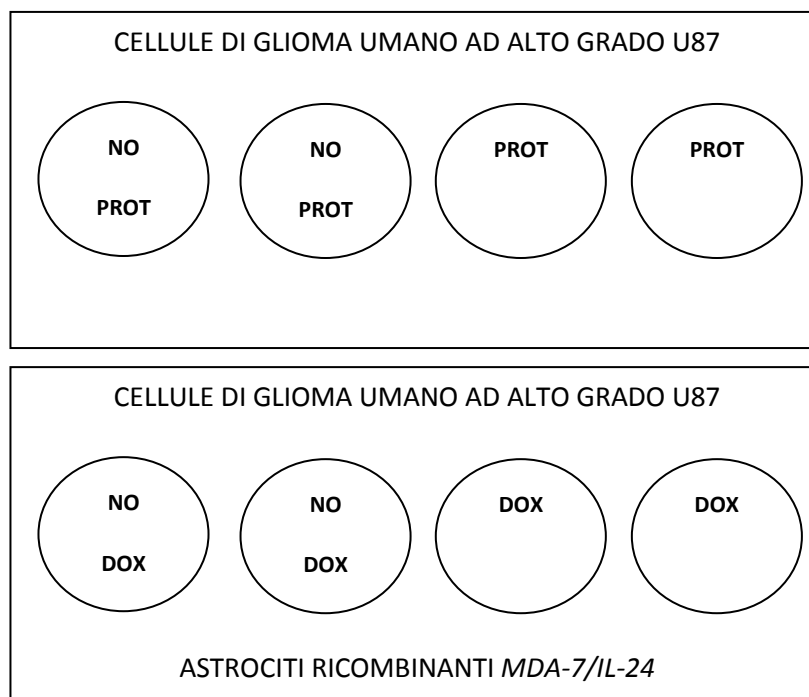 CELLULE DI GLIOMA UMANO AD ALTO GRADO U87
NO
PROT
NO
PROT
PROT
PROT
CELLULE DI GLIOMA UMANO AD ALTO GRADO U87
NO
DOX
NO
DOX
DOX
DOX
ASTROCITI RICOMBINANTI MDA-7/IL-24